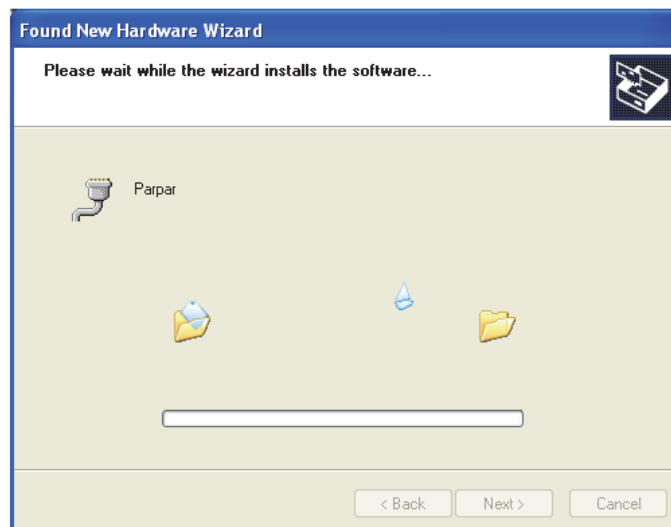 Found New Hardware Wizard
Please wait while the wizard installs the software...
Parpar
< Back Next > Cancel